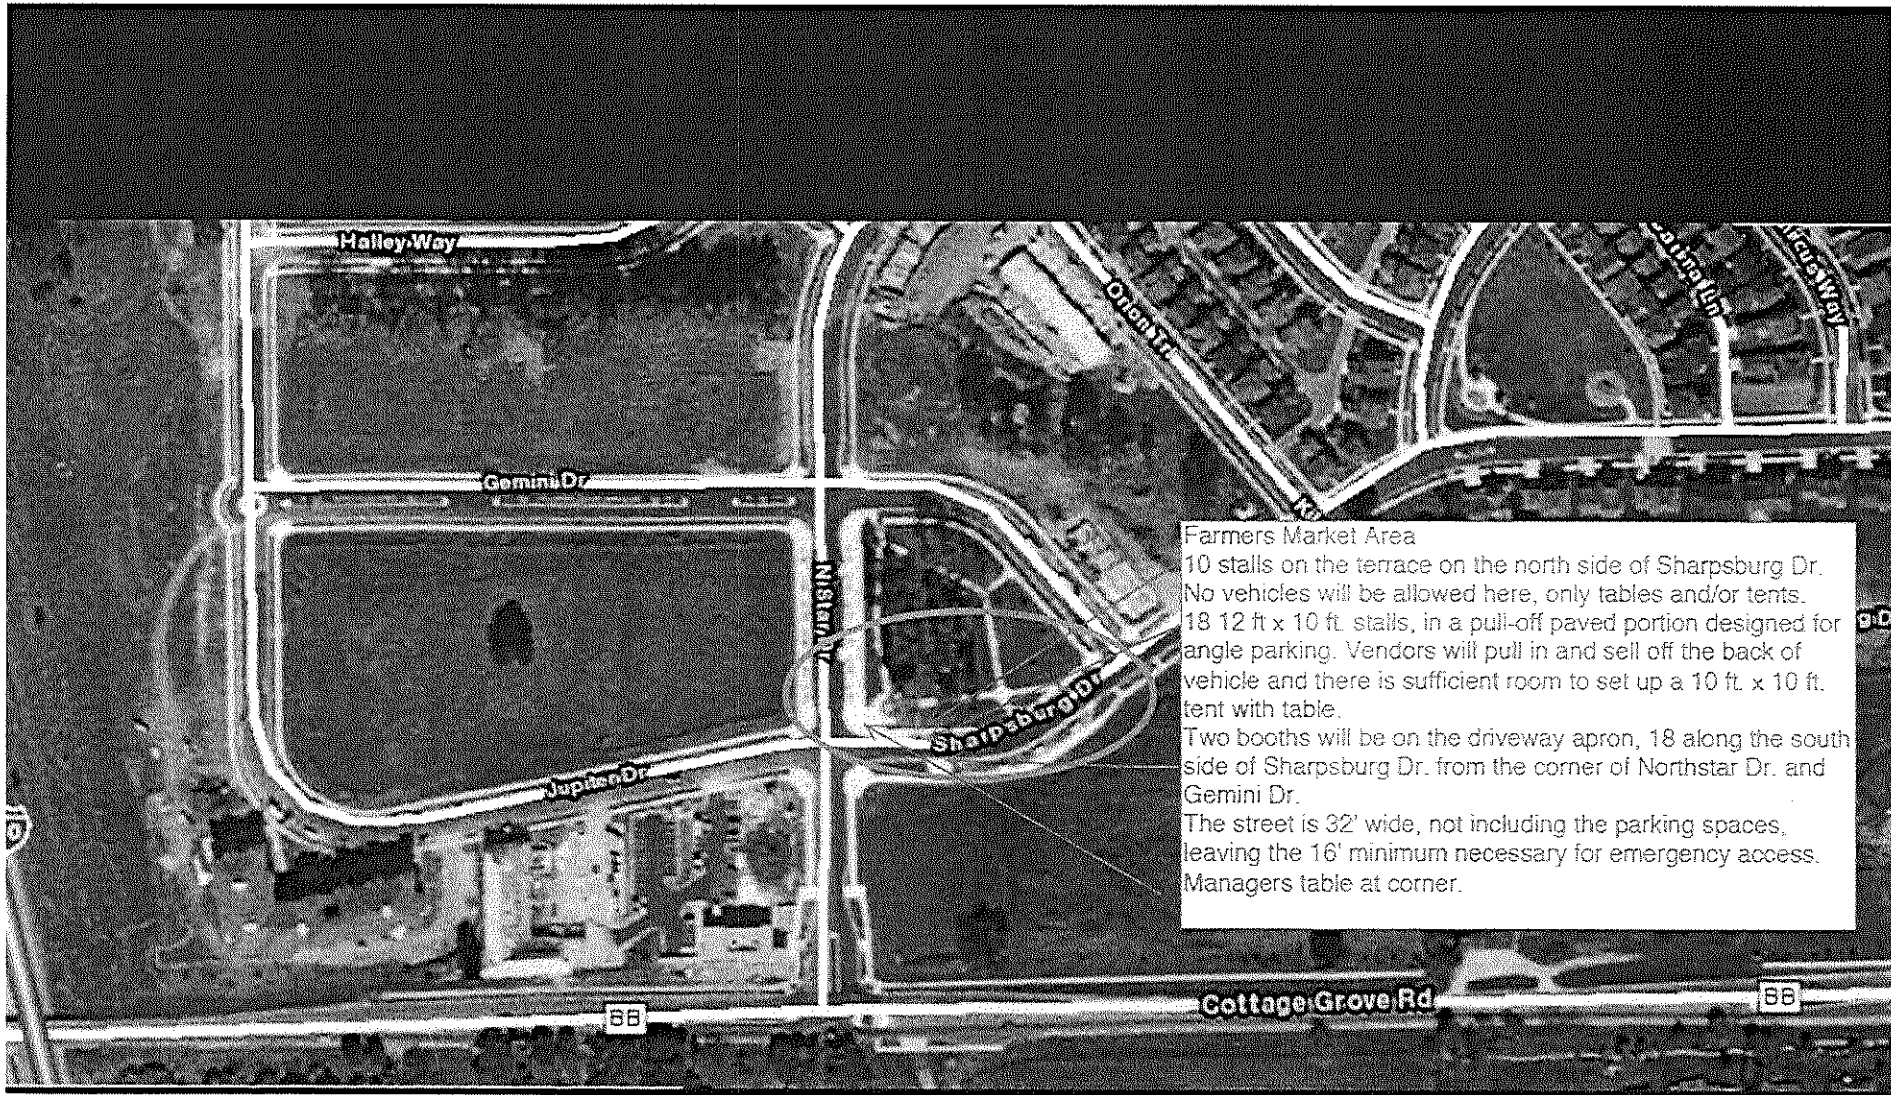 Halley Way
Onon Tr
Marcus Way
Gemini Dr
N Star Dr
Sharpsburg Dr
Jupiter Dr
Farmers Market Area
10 stalls on the terrace on the north side of Sharpsburg Dr.
No vehicles will be allowed here, only tables and/or tents.
18 12 ft x 10 ft. stalls, in a pull-off paved portion designed for
angle parking. Vendors will pull in and sell off the back of
vehicle and there is sufficient room to set up a 10 ft. x 10 ft.
tent with table.
Two booths will be on the driveway apron, 18 along the south
side of Sharpsburg Dr. from the corner of Northstar Dr. and
Gemini Dr.
The street is 32' wide, not including the parking spaces,
leaving the 16' minimum necessary for emergency access.
Managers table at corner.
g D
BB
Cottage Grove Rd
BB